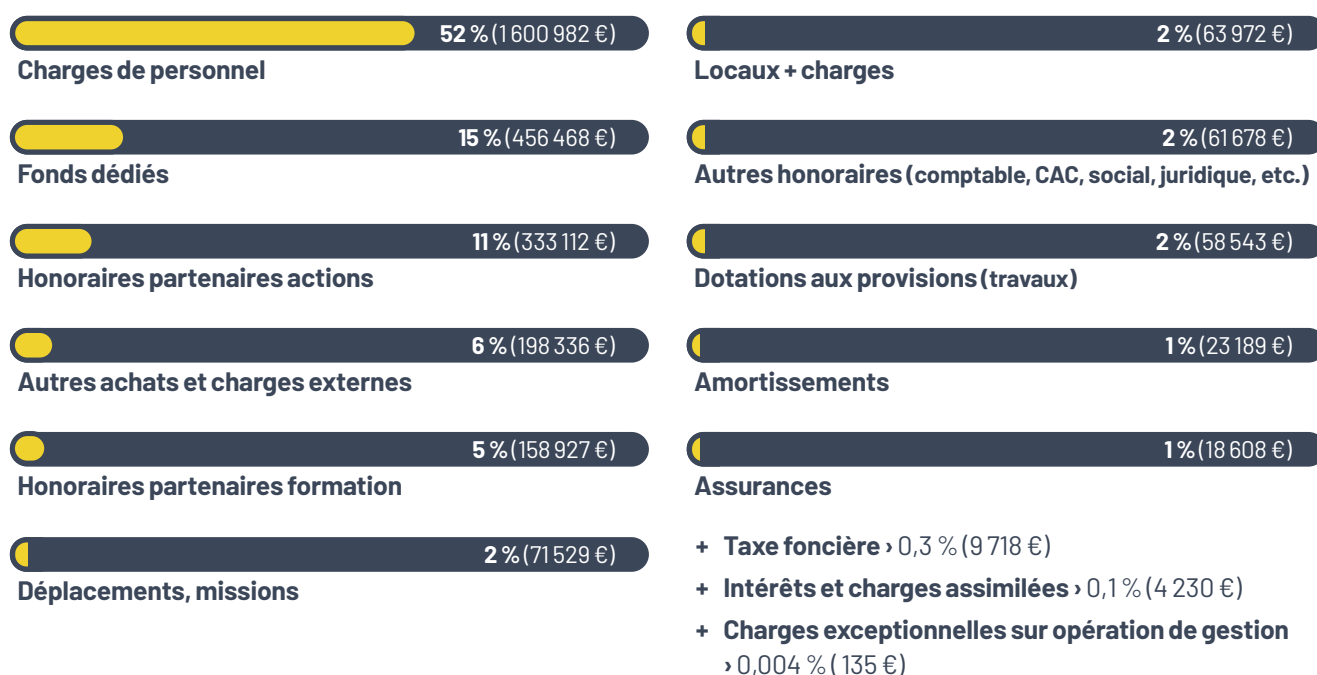 52 % (1 600 982 €)
Charges de personnel
15 % (456 468 €)
Fonds dédiés
11 % (333 112 €)
Honoraires partenaires actions
6 % (198 336 €)
Autres achats et charges externes
5 % (158 927 €)
Honoraires partenaires formation
2 % (71 529 €)
Déplacements, missions
2 % (63 972 €)
Locaux + charges
2 % (61 678 €)
Autres honoraires (comptable, CAC, social, juridique, etc.)
2 % (58 543 €)
Dotations aux provisions (travaux)
1 % (23 189 €)
Amortissements
1 % (18 608 €)
Assurances
+ Taxe foncière › 0,3 % (9 718 €)
+ Intérêts et charges assimilées › 0,1 % (4 230 €)
+ Charges exceptionnelles sur opération de gestion
› 0,004 % ( 135 €)